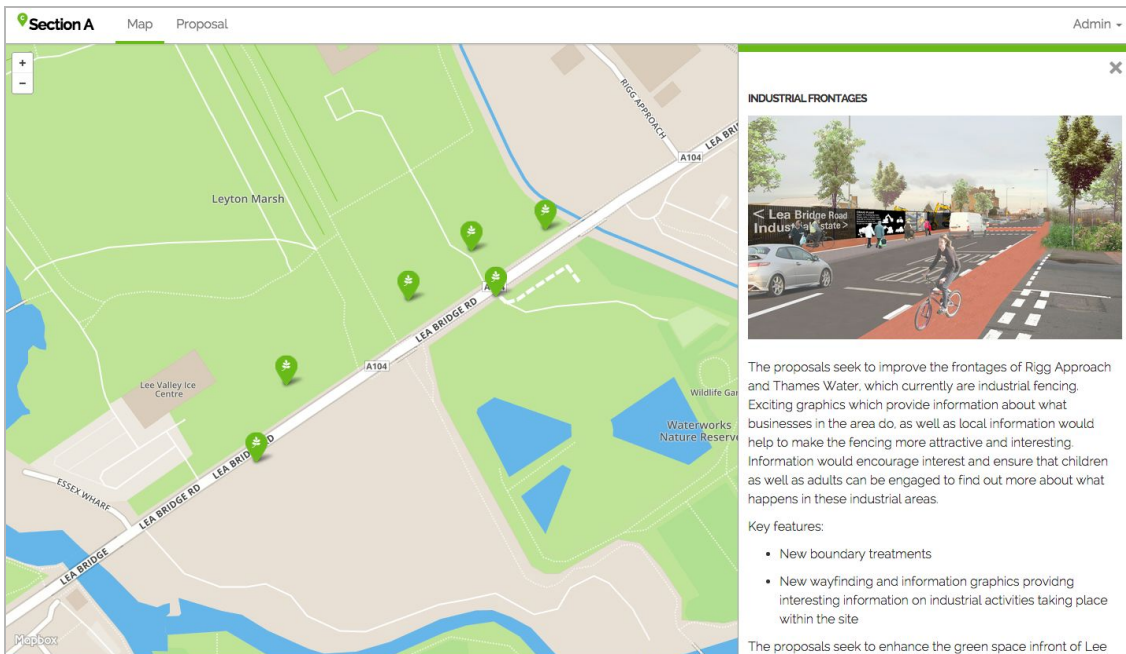 Section A
Map
Proposal
Admin
+
-
RIGG APPROACH
LEA BRI
A104
Leyton Marsh
LEA BRIDGE RD
A104
Lee Valley Ice
Centre
Wildlife Gar
Waterworks
Nature Reserve
LEA BRIDGE RD
LEA BRIDGE RD
ESSEX WHARF
LEA BRIDGE
Mapbox
INDUSTRIAL FRONTAGES
< Lea Bridge Road
Industrial Estate >
The proposals seek to improve the frontages of Rigg Approach
and Thames Water, which currently are industrial fencing.
Exciting graphics which provide information about what
businesses in the area do, as well as local information would
help to make the fencing more attractive and interesting.
Information would encourage interest and ensure that children
as well as adults can be engaged to find out more about what
happens in these industrial areas.
Key features:
• New boundary treatments
• New wayfinding and information graphics providng
interesting information on industrial activities taking place
within the site
The proposals seek to enhance the green space infront of Lee